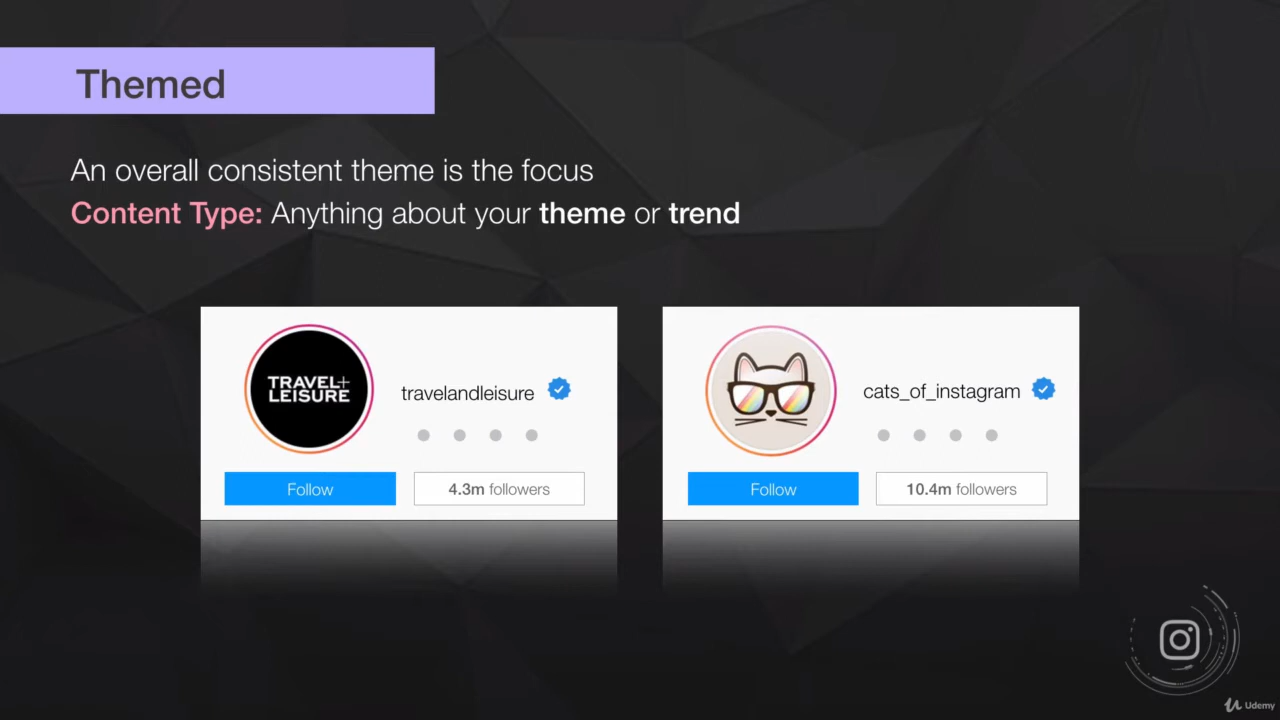 Themed
An overall consistent theme is the focus
Content Type: Anything about your theme or trend
TRAVEL+
LEISURE
travelandleisure
Follow
4.3m followers
cats_of_instagram
Follow
10.4m followers
Udemy